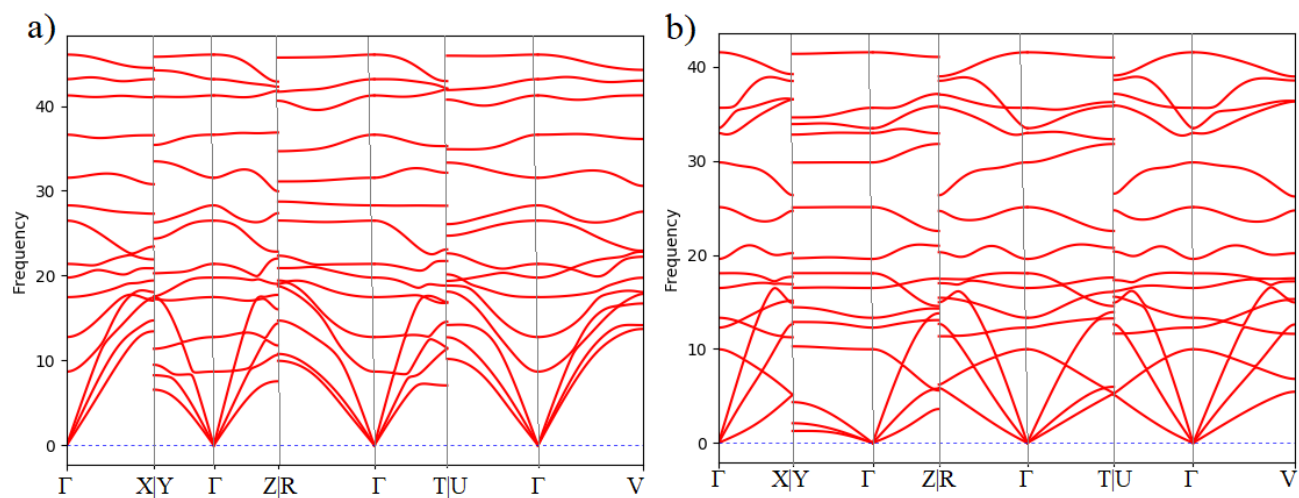 a)
b)
Frequency
40
30
20
10
0
Γ X|Y Γ Z|R Γ T|U Γ V
Frequency
40
30
20
10
0
Γ X|Y Γ Z|R Γ T|U Γ V